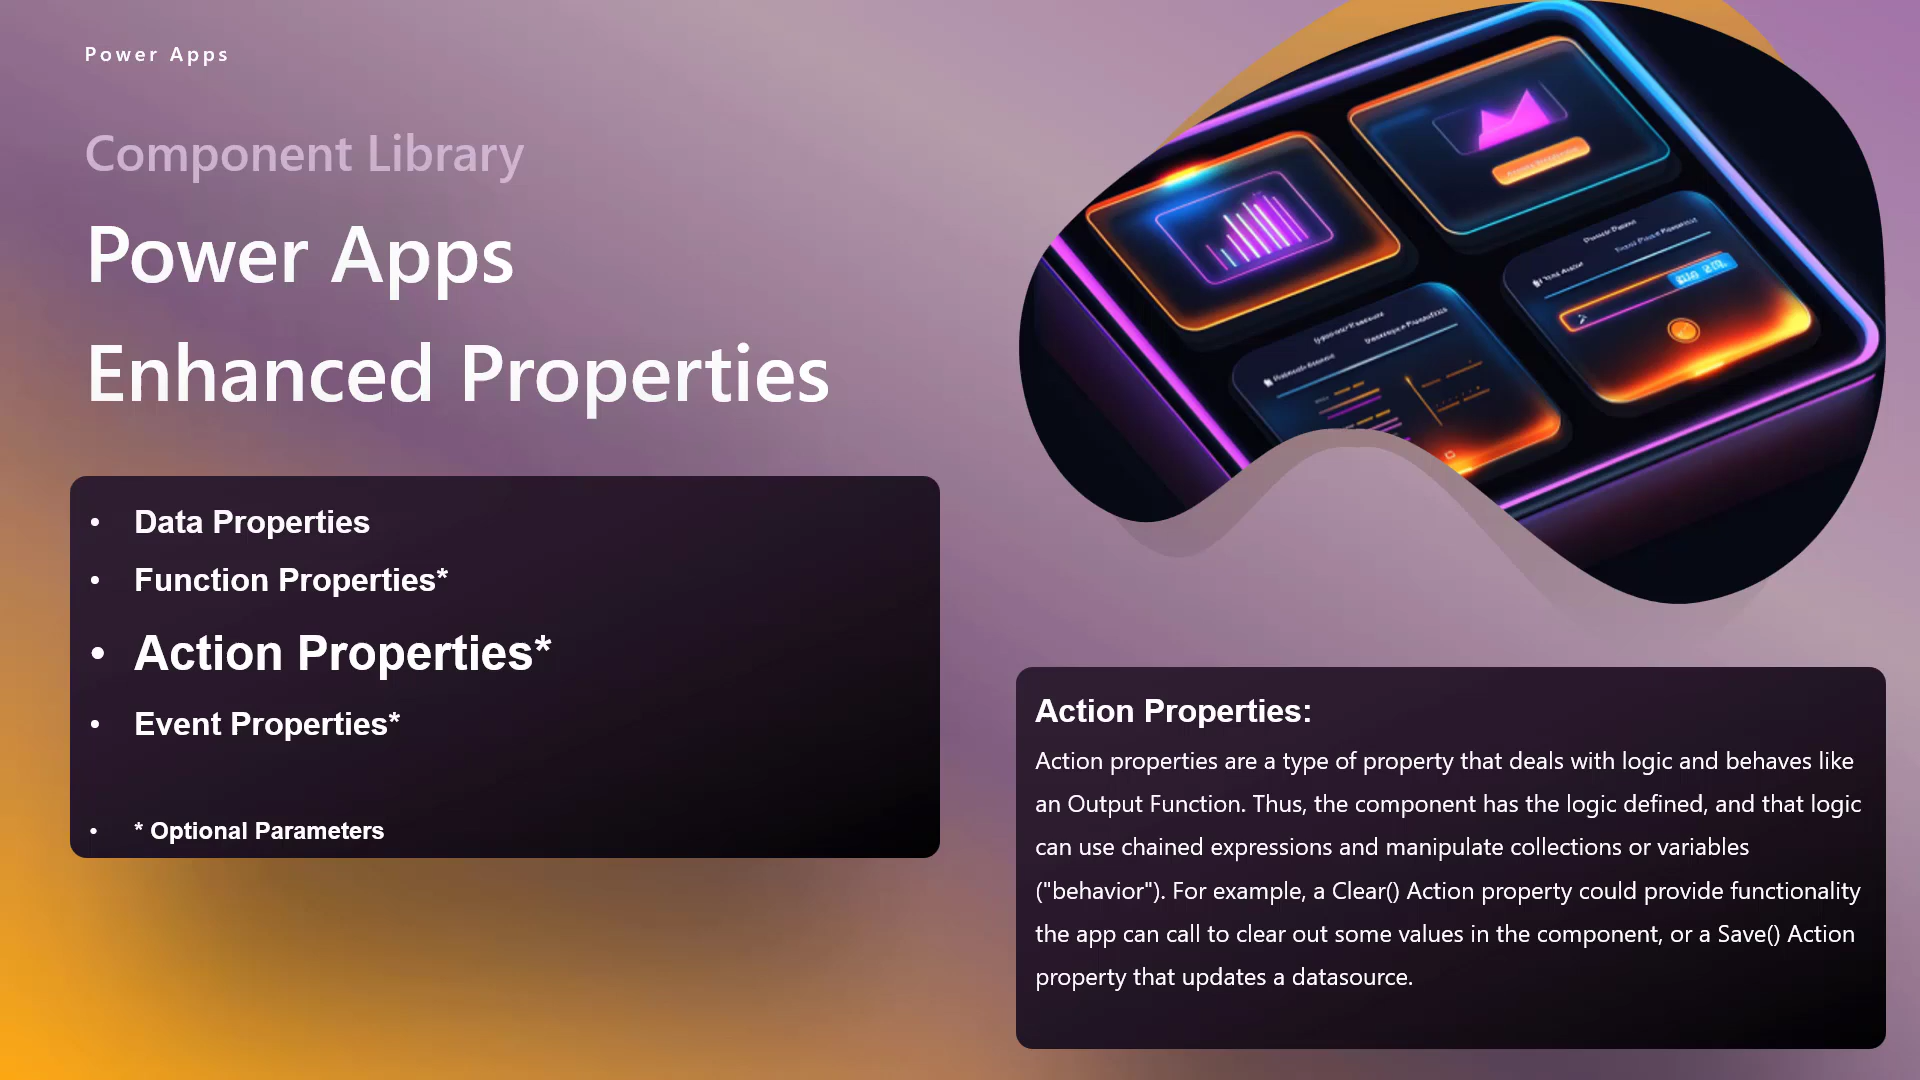 Power Apps
Component Library
Power Apps
Enhanced Properties
• Data Properties
• Function Properties*
• Action Properties*
• Event Properties*
• * Optional Parameters
Action Properties:
Action properties are a type of property that deals with logic and behaves like
an Output Function. Thus, the component has the logic defined, and that logic
can use chained expressions and manipulate collections or variables
("behavior"). For example, a Clear() Action property could provide functionality
the app can call to clear out some values in the component, or a Save() Action
property that updates a datasource.